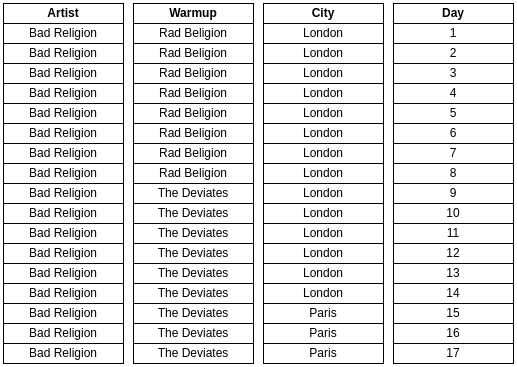 Artist Warmup City Day
Bad Religion Rad Beligion London 1
Bad Religion Rad Beligion London 2
Bad Religion Rad Beligion London 3
Bad Religion Rad Beligion London 4
Bad Religion Rad Beligion London 5
Bad Religion Rad Beligion London 6
Bad Religion Rad Beligion London 7
Bad Religion Rad Beligion London 8
Bad Religion The Deviates London 9
Bad Religion The Deviates London 10
Bad Religion The Deviates London 11
Bad Religion The Deviates London 12
Bad Religion The Deviates London 13
Bad Religion The Deviates London 14
Bad Religion The Deviates Paris 15
Bad Religion The Deviates Paris 16
Bad Religion The Deviates Paris 17